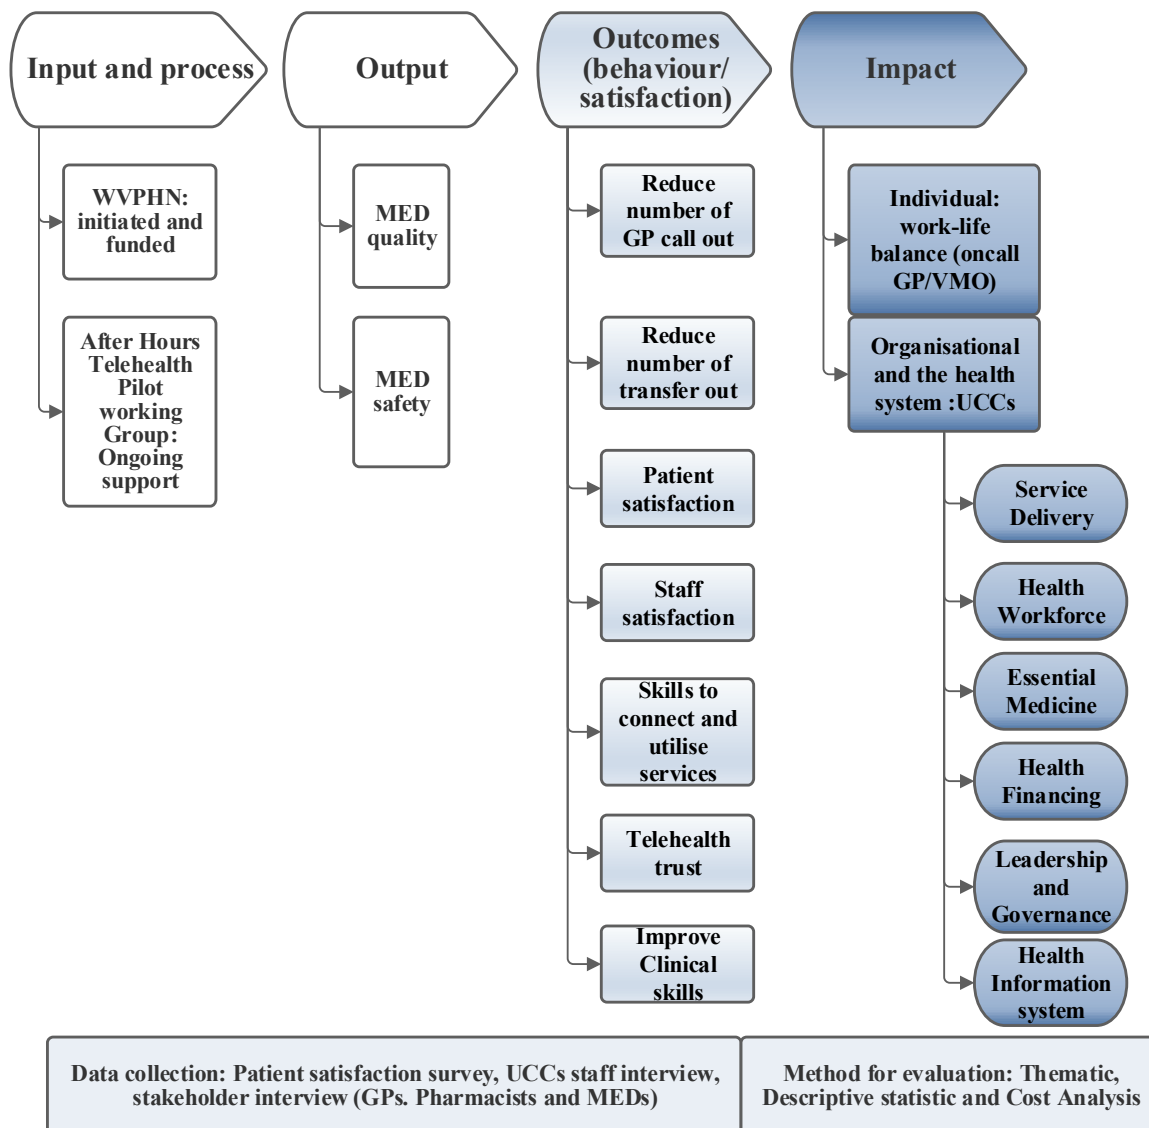 Input and process
WVPHN:
initiated and
funded
After Hours
Telehealth
Pilot
working
Group:
Ongoing
support
Output
MED
quality
MED
safety
Outcomes
(behaviour/
satisfaction)
Reduce
number of
GP call out
Reduce
number of
transfer out
Patient
satisfaction
Staff
satisfaction
Skills to
connect and
utilise
services
Telehealth
trust
Improve
Clinical
skills
Impact
Individual:
work-life
balance (oncall
GP/VMO)
Organisational
and the health
system :UCCs
Service
Delivery
Health
Workforce
Essential
Medicine
Health
Financing
Leadership
and
Governance
Health
Information
system
Data collection: Patient satisfaction survey, UCCs staff interview,
stakeholder interview (GPs. Pharmacists and MEDs)
Method for evaluation: Thematic,
Descriptive statistic and Cost Analysis